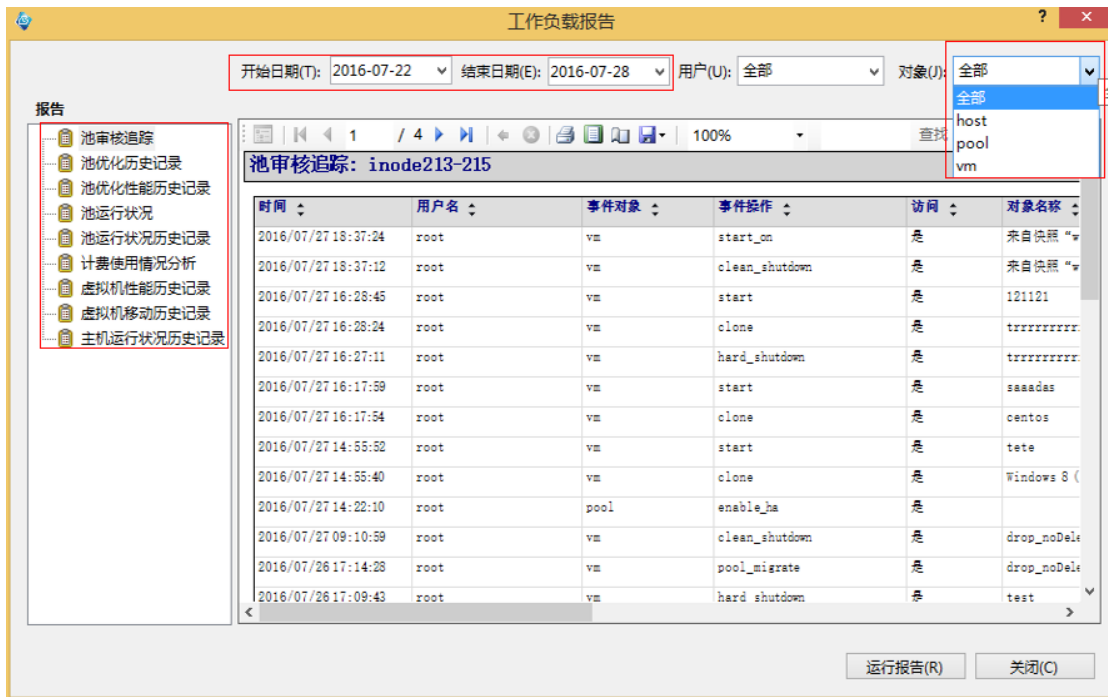 工作负载报告
?
开始日期(T): 2016-07-22 结束日期(E): 2016-07-28 用户(U): 全部 对象(J): 全部
全部
host
pool
vm
报告
池审核追踪
池优化历史记录
池优化性能历史记录
池运行状况
池运行状况历史记录
计费使用情况分析
虚拟机性能历史记录
虚拟机移动历史记录
主机运行状况历史记录
1 / 4 100% 查找
池审核追踪: inode213-215
时间 用户名 事件对象 事件操作 访问 对象名称
2016/07/27 18:37:24 root vm start_on 是 来自快照 “w
2016/07/27 18:37:12 root vm clean_shutdown 是 来自快照 “w
2016/07/27 16:28:45 root vm start 是 121121
2016/07/27 16:28:24 root vm clone 是
2016/07/27 16:27:11 root vm hard_shutdown 是
2016/07/27 16:17:59 root vm start 是 saaadas
2016/07/27 16:17:54 root vm clone 是 centos
2016/07/27 14:55:52 root vm start 是 tete
2016/07/27 14:55:40 root vm clone 是 Windows 8 (
2016/07/27 14:22:10 root pool enable_ha 是
2016/07/27 09:10:59 root vm clean_shutdown 是 drop_noDele
2016/07/26 17:14:28 root vm pool_migrate 是 drop_noDele
2016/07/26 17:09:43 root vm hard_shutdown 是 test
运行报告(R) 关闭(C)